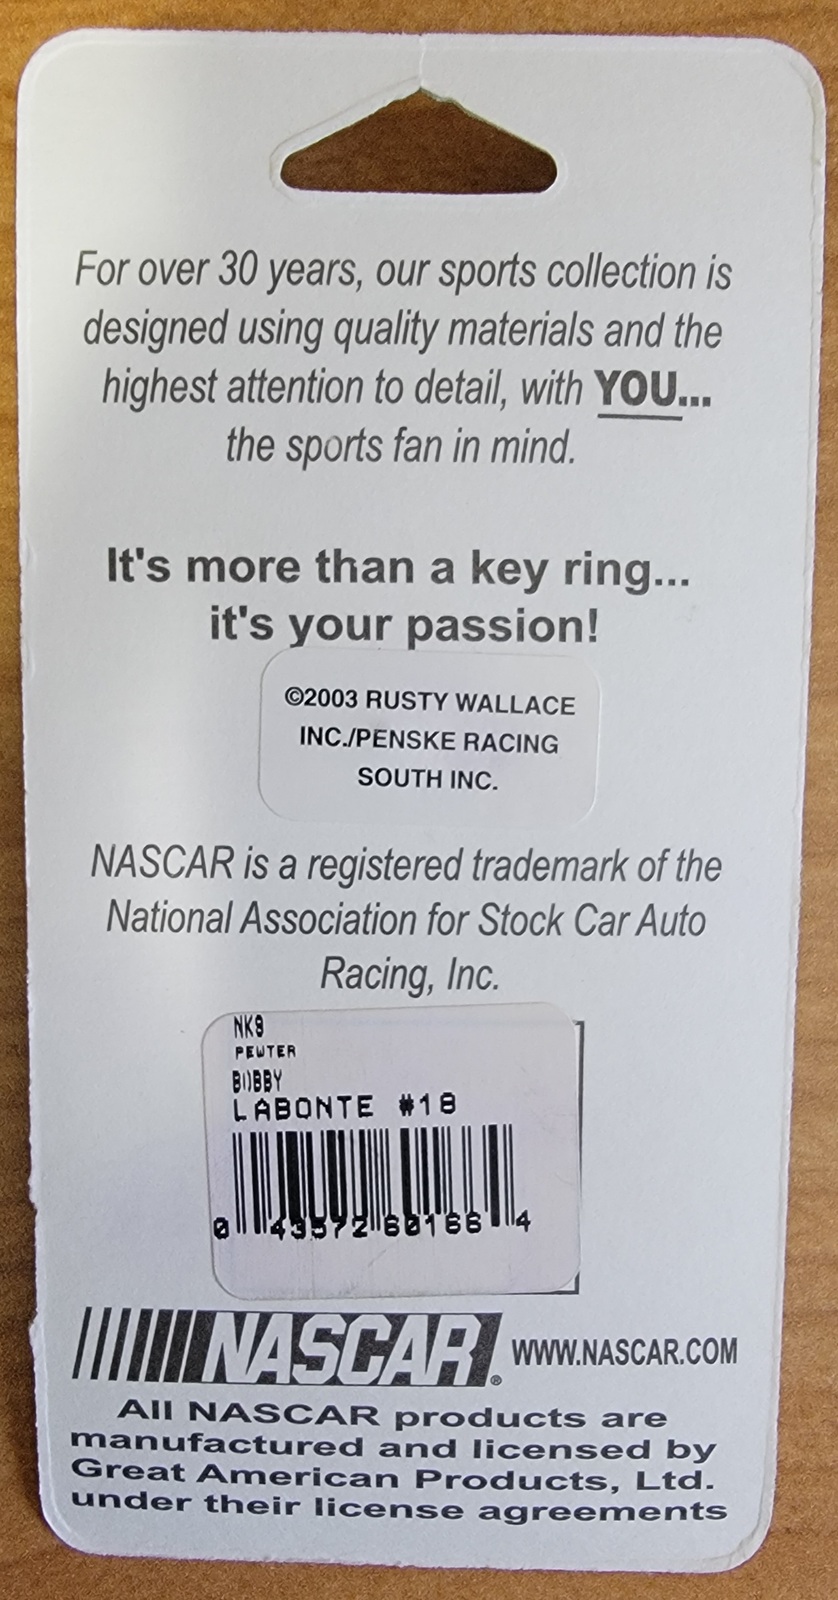 For over 30 years, our sports collection is
designed using quality materials and the
highest attention to detail, with YOU...
the sports fan in mind.
It's more than a key ring...
it's your passion!
©2003 RUSTY WALLACE
INC./PENSKE RACING
SOUTH INC.
NASCAR is a registered trademark of the
National Association for Stock Car Auto
Racing, Inc.
NK9
PEWTER
BOBBY
LABONTE #18
0 43572 60166 4
NASCAR® WWW.NASCAR.COM
All NASCAR products are
manufactured and licensed by
Great American Products, Ltd.
under their license agreements